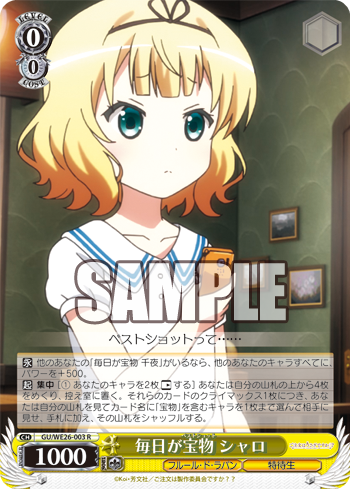 LEVEL
0
0
COST
SAMPLE
ベストショットって……
永 他のあなたの「毎日が宝物 千夜」がいるなら、他のあなたのキャラすべてに、
パワーを＋500。
起 集中［⑴ あなたのキャラを2枚 する］ あなたは自分の山札の上から4枚
をめくり、控え室に置く。それらのカードのクライマックス1枚につき、あな
たは自分の山札を見てカード名に「宝物」を含むキャラを1枚まで選んで相手に
見せ、手札に加え、その山札をシャッフルする。
CH GU/WE26-003 R
1000
毎日が宝物 シャロ
フルール・ド・ラパン
特待生
©Koi・芳文社／ご注文は製作委員会ですか？？